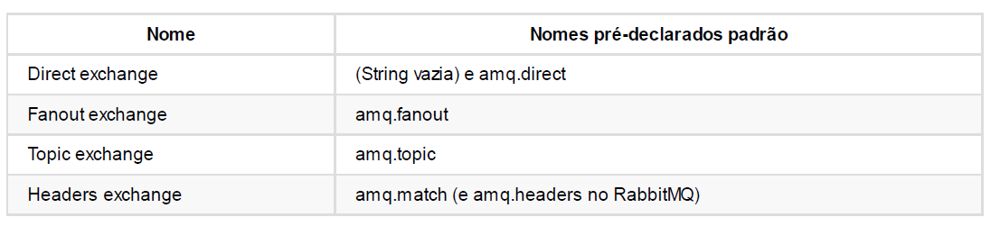 Nome Nomes pré-declarados padrão
Direct exchange (String vazia) e amq.direct
Fanout exchange amq.fanout
Topic exchange amq.topic
Headers exchange amq.match (e amq.headers no RabbitMQ)